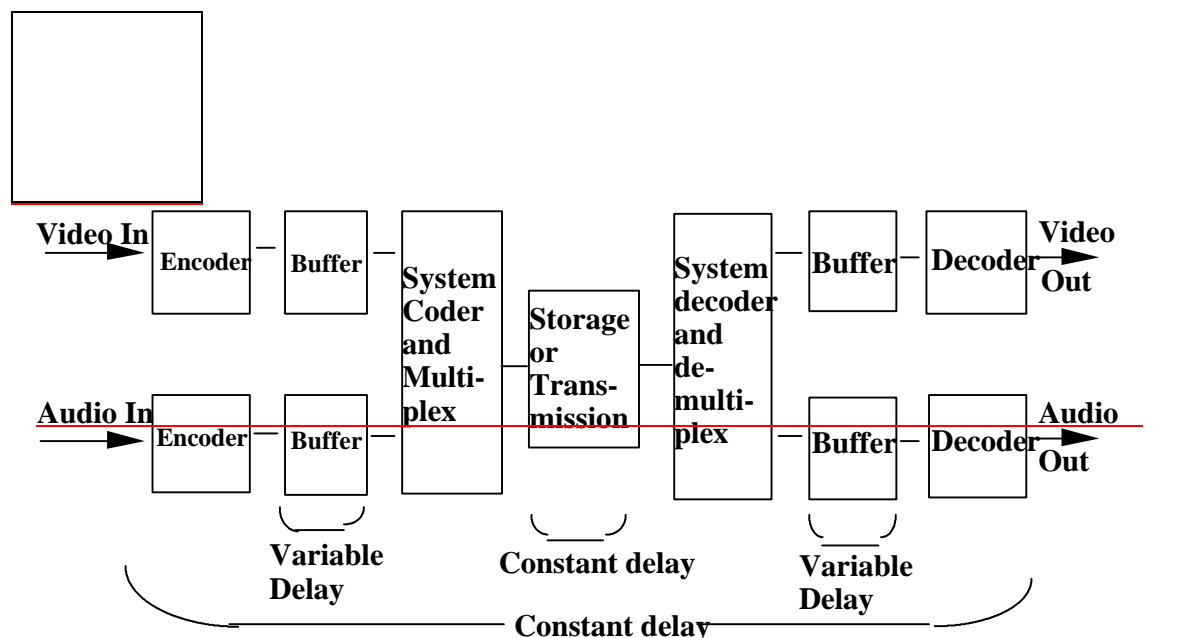 Video In
Encoder
Buffer
System
Coder
and
Multi-
plex
Storage
or
Trans-
mission
System
decoder
and
de-
multi-
plex
Buffer
Decoder
Video
Out
Audio In
Encoder
Buffer
Buffer
Decoder
Audio
Out
Variable
Delay
Constant delay
Variable
Delay
Constant delay